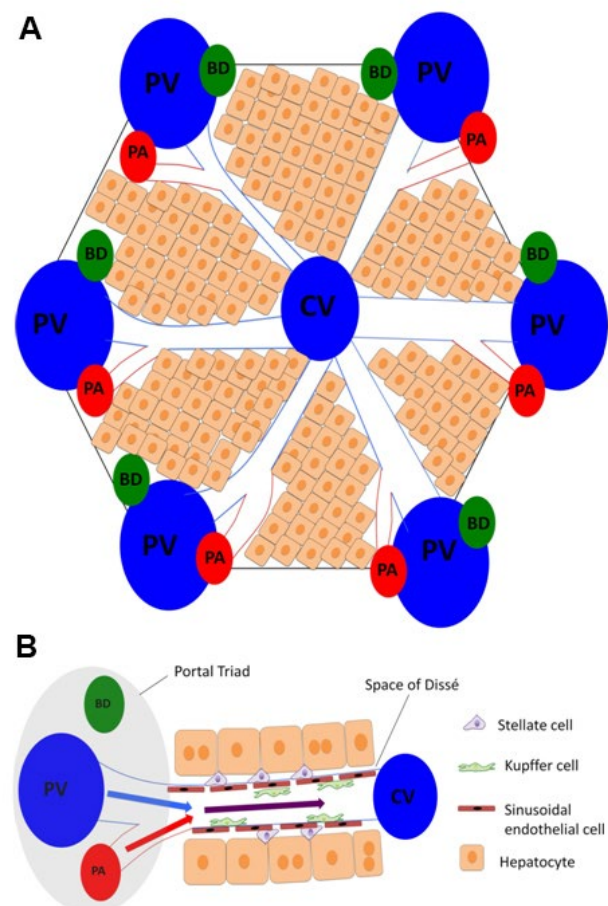 A
PV
BD
BD
PV
PA
PA
BD
BD
PV
CV
PV
PA
PA
BD
BD
PV
PA
PA
PV
B
Portal Triad
Space of Dissé
BD
PV
PA
CV
Stellate cell
Kupffer cell
Sinusoidal
endothelial cell
Hepatocyte